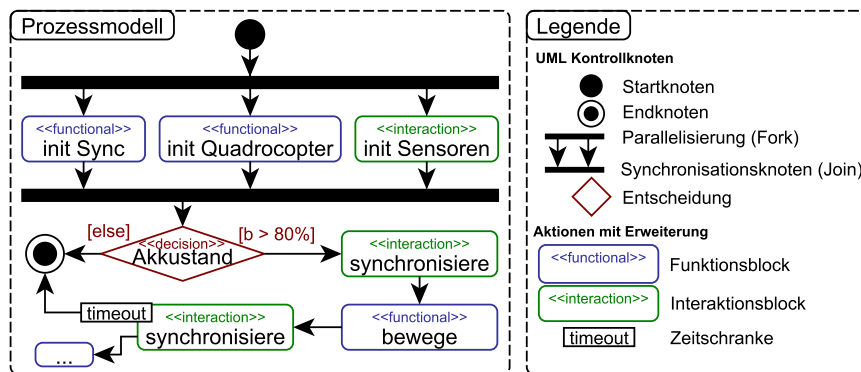 Prozessmodell
<<functional>>
init Sync
<<functional>>
init Quadrocopter
<<interaction>>
init Sensoren
[else]
<<decision>>
Akkustand
[b > 80%]
<<interaction>>
synchronisiere
timeout
<<interaction>>
synchronisiere
<<functional>>
bewege
...
Legende
UML Kontrollknoten
Startknoten
Endknoten
Parallelisierung (Fork)
Synchronisationsknoten (Join)
Entscheidung
Aktionen mit Erweiterung
<<functional>>
Funktionsblock
<<interaction>>
Interaktionsblock
timeout
Zeitschranke